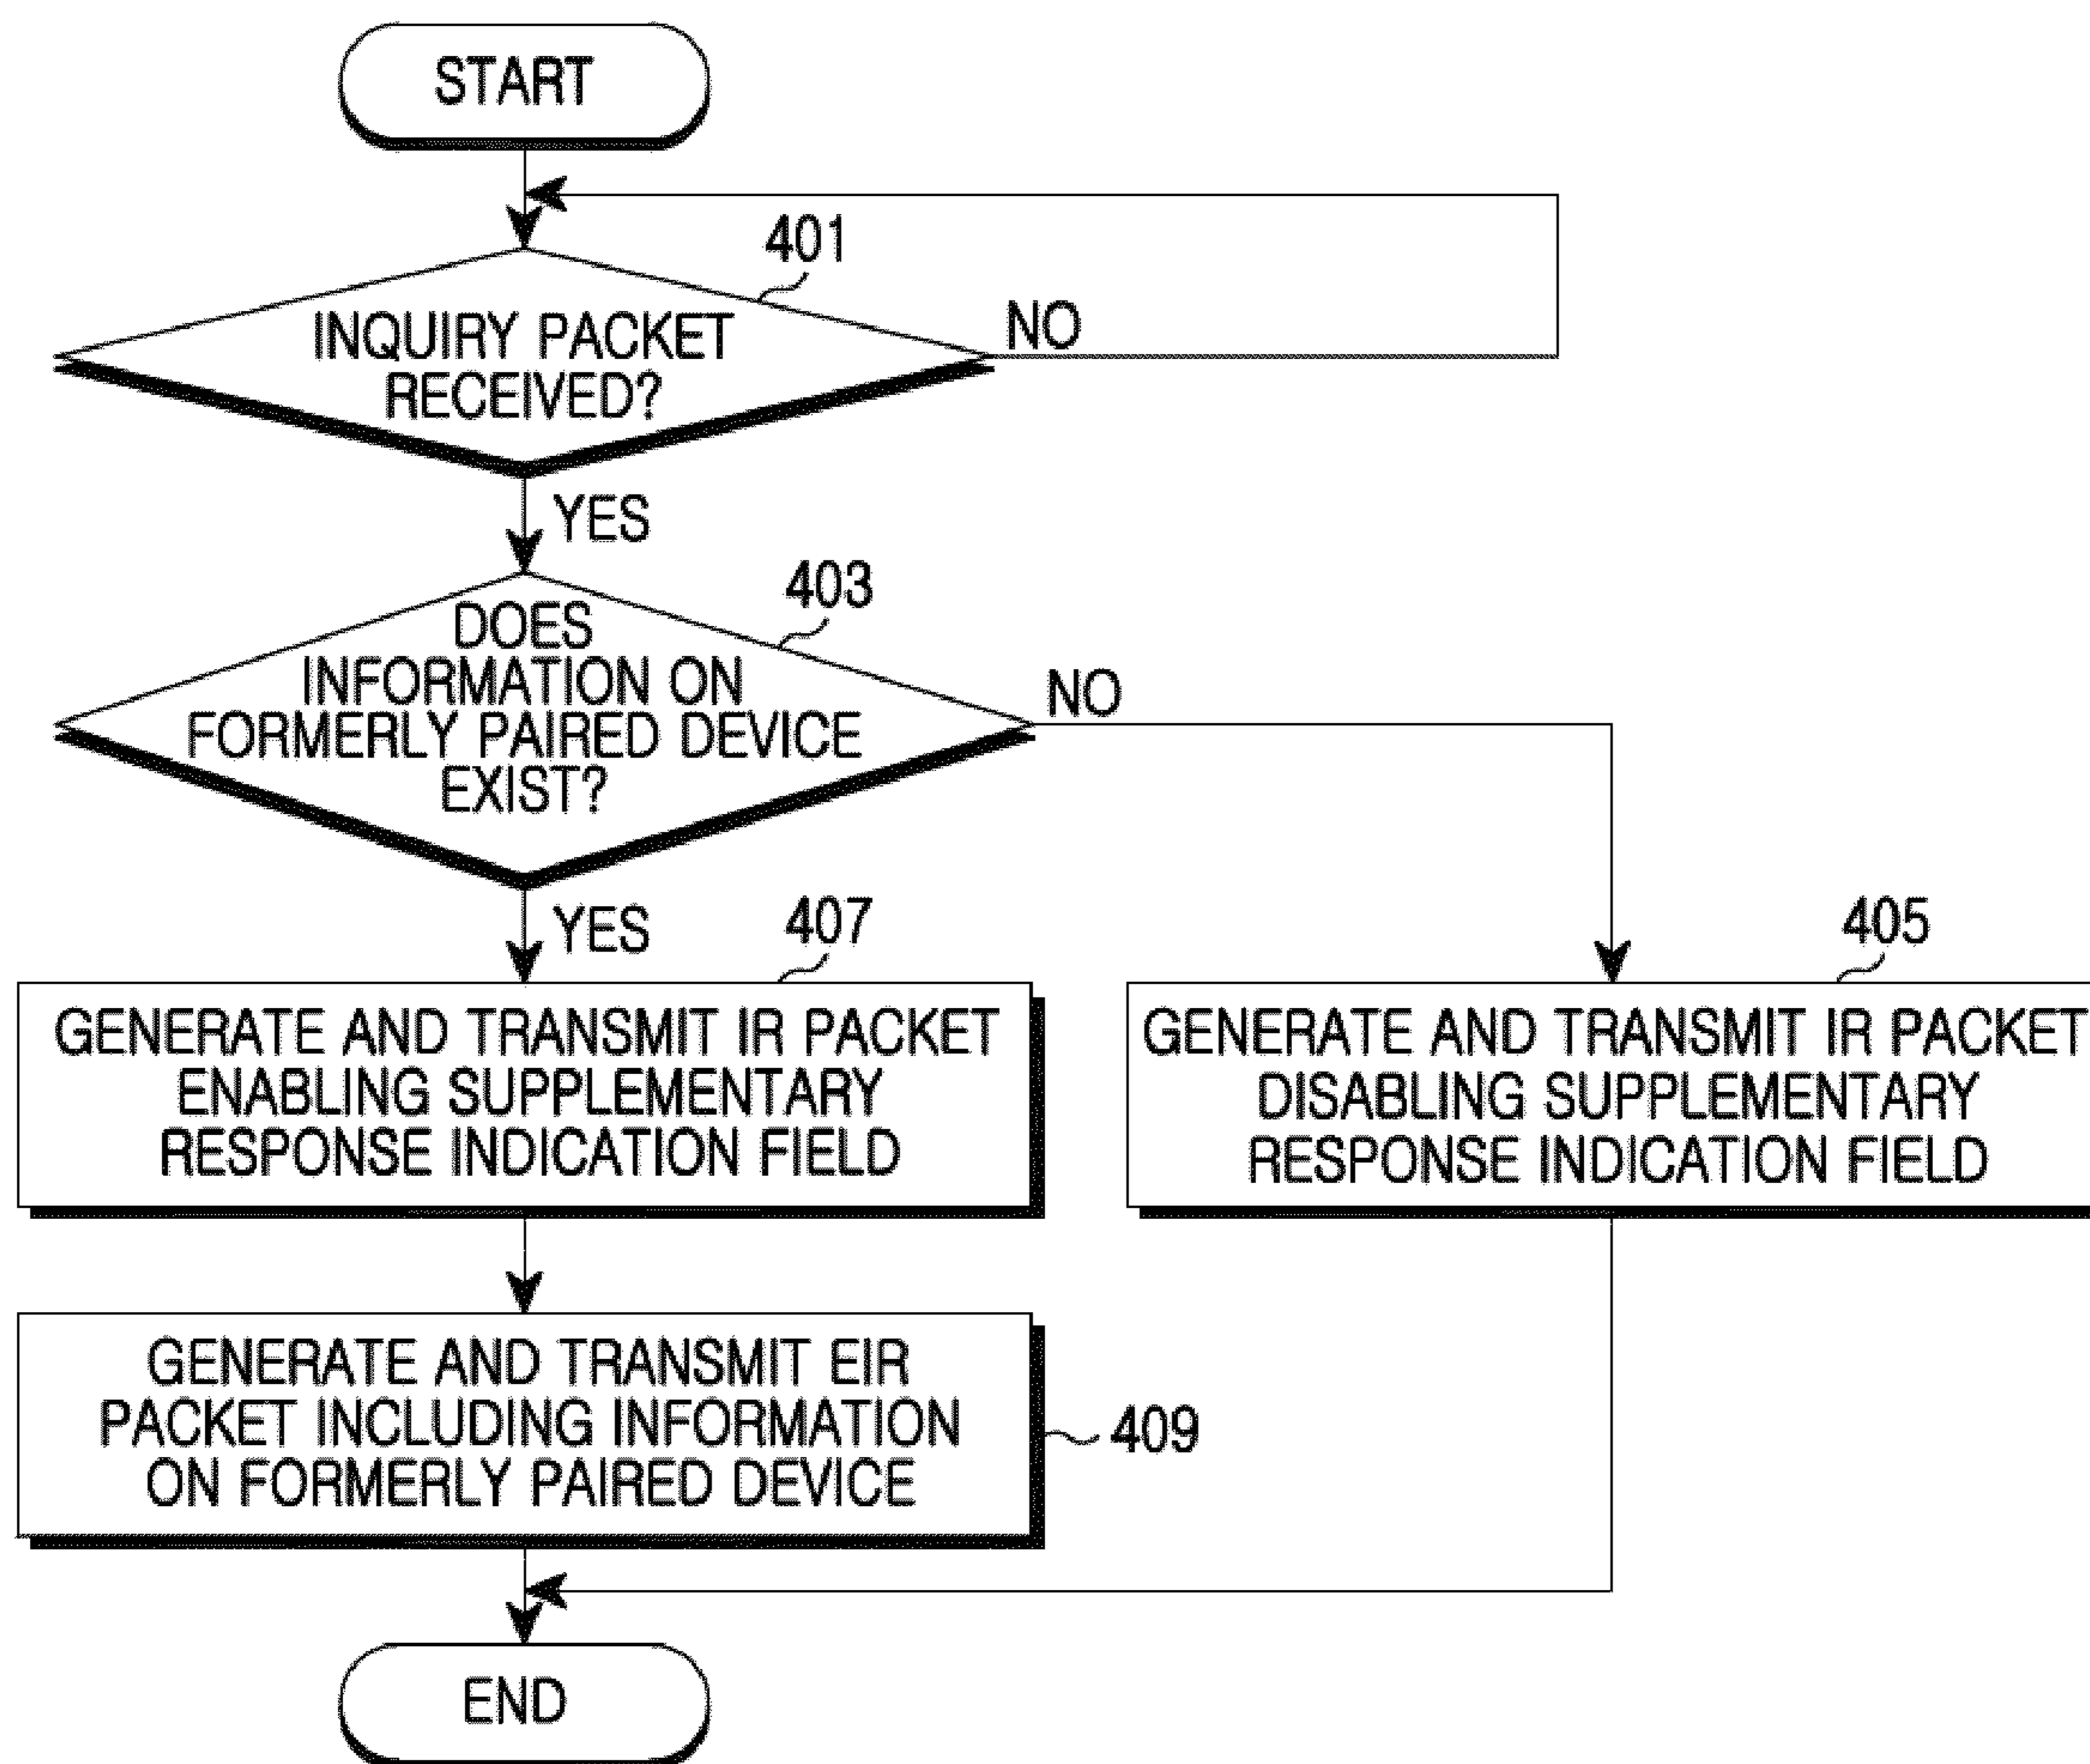 START
401
INQUIRY PACKET
RECEIVED?
NO
YES
403
DOES
INFORMATION ON
FORMERLY PAIRED DEVICE
EXIST?
NO
YES
407
GENERATE AND TRANSMIT IR PACKET
ENABLING SUPPLEMENTARY
RESPONSE INDICATION FIELD
405
GENERATE AND TRANSMIT IR PACKET
DISABLING SUPPLEMENTARY
RESPONSE INDICATION FIELD
GENERATE AND TRANSMIT EIR
PACKET INCLUDING INFORMATION
ON FORMERLY PAIRED DEVICE
409
END